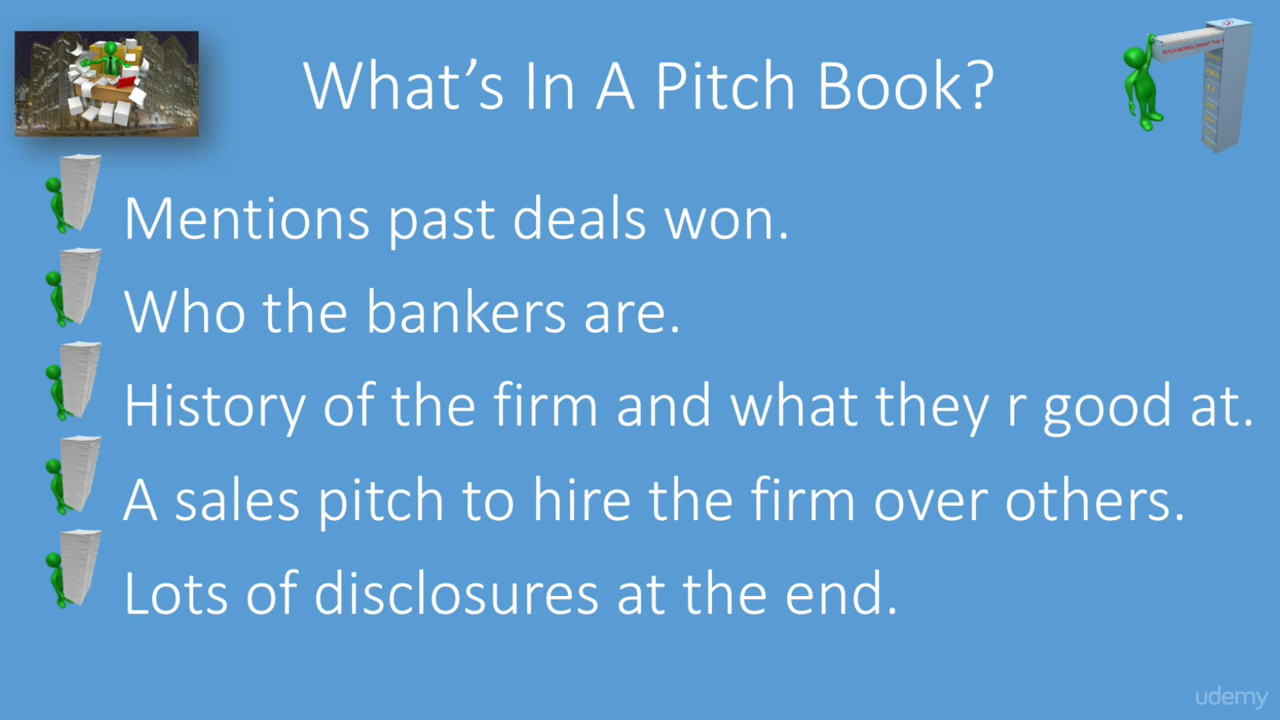 What's In A Pitch Book?
Mentions past deals won.
Who the bankers are.
History of the firm and what they r good at.
A sales pitch to hire the firm over others.
Lots of disclosures at the end.
udemy